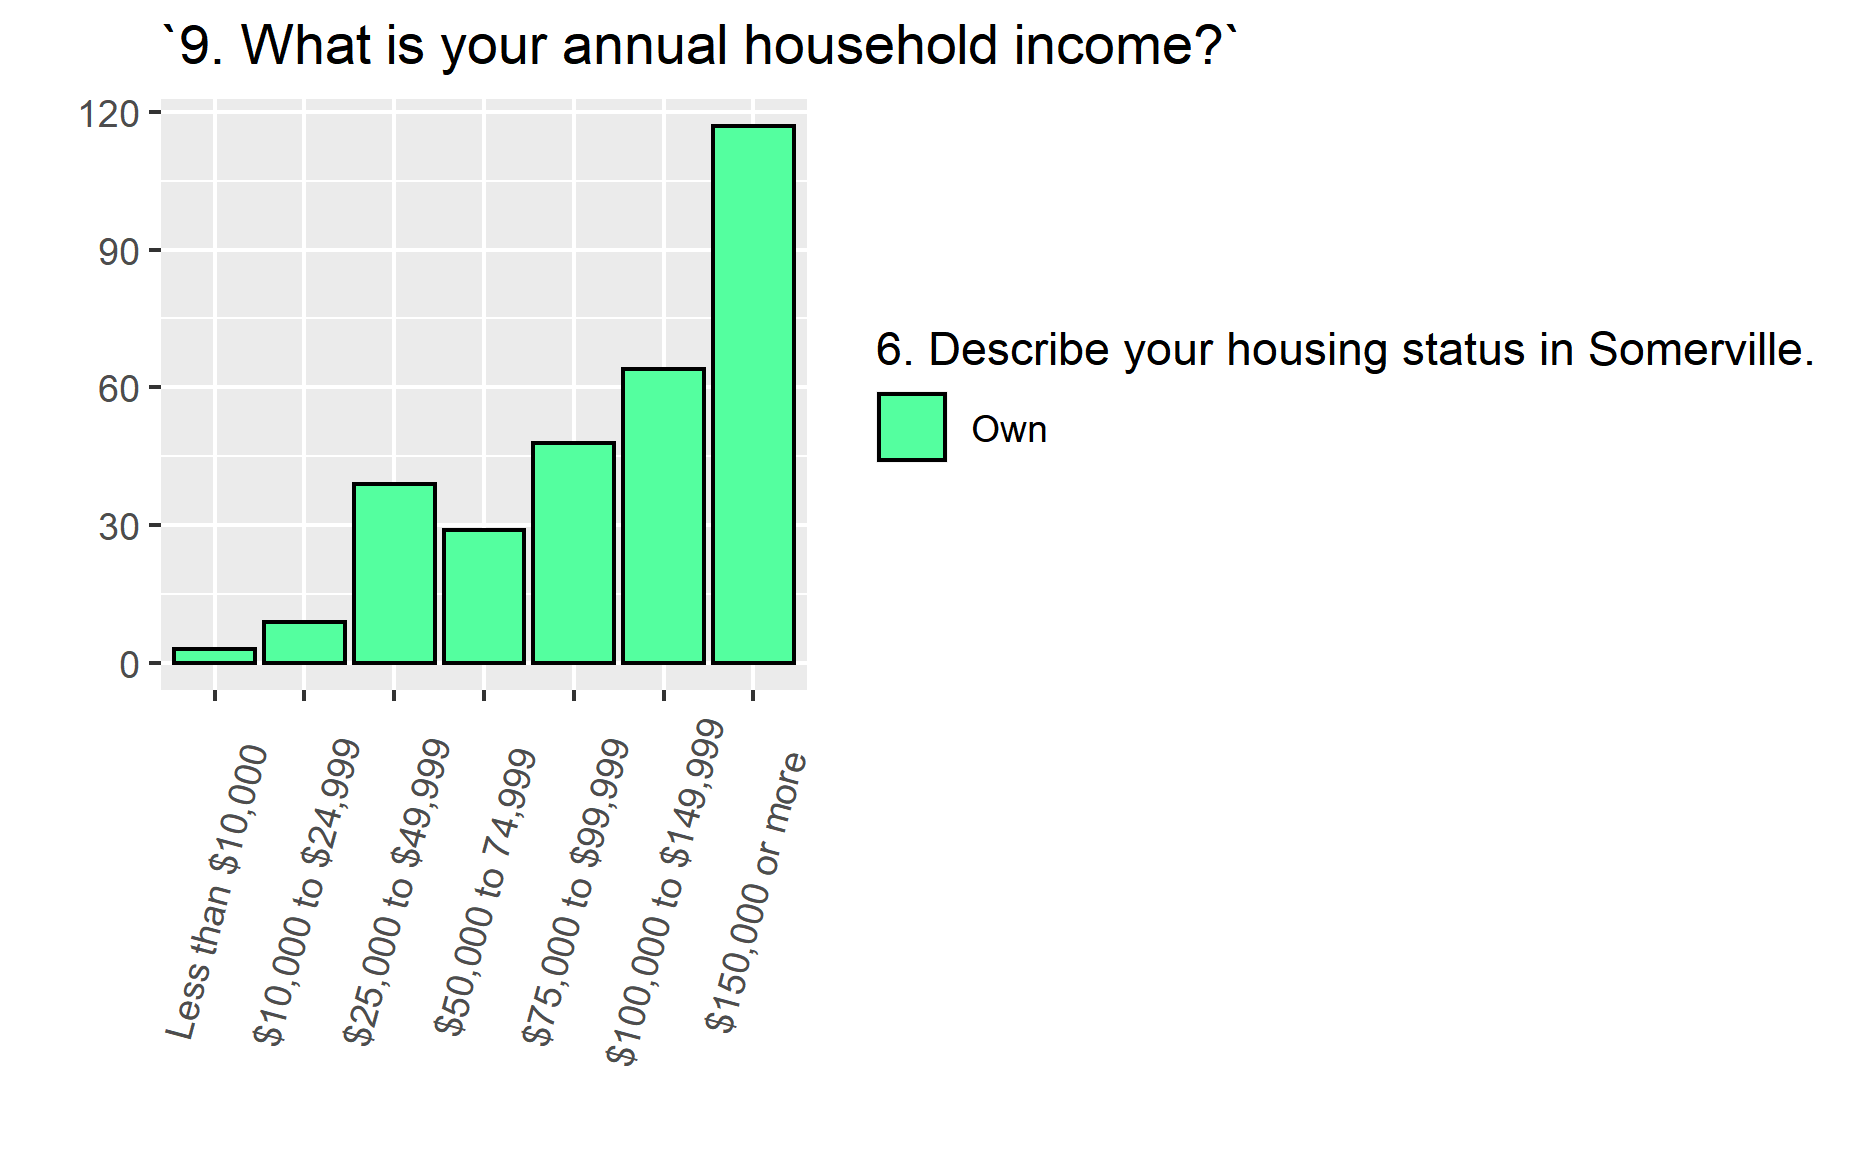 `9. What is your annual household income?`
120
90
60
30
0
6. Describe your housing status in Somerville.
Own
Less than $10,000
$10,000 to $24,999
$25,000 to $49,999
$50,000 to 74,999
$75,000 to $99,999
$100,000 to $149,999
$150,000 or more